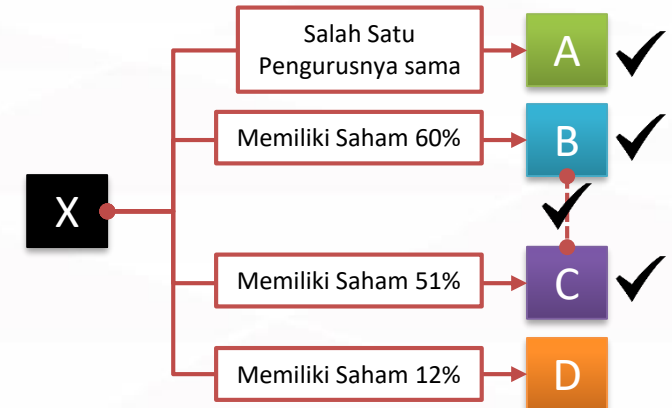 Salah Satu
Pengurusnya sama
A
Memiliki Saham 60%
B
X
Memiliki Saham 51%
C
Memiliki Saham 12%
D